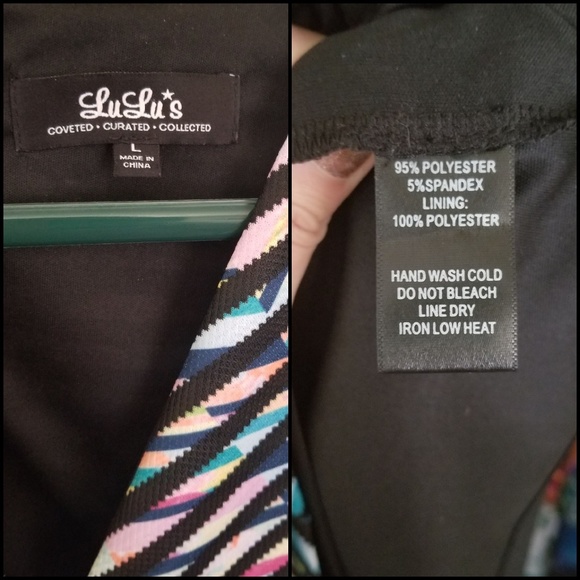 LuLu*s
COVETED • CURATED • COLLECTED
L
MADE IN
CHINA
95% POLYESTER
5%SPANDEX
LINING:
100% POLYESTER
HAND WASH COLD
DO NOT BLEACH
LINE DRY
IRON LOW HEAT